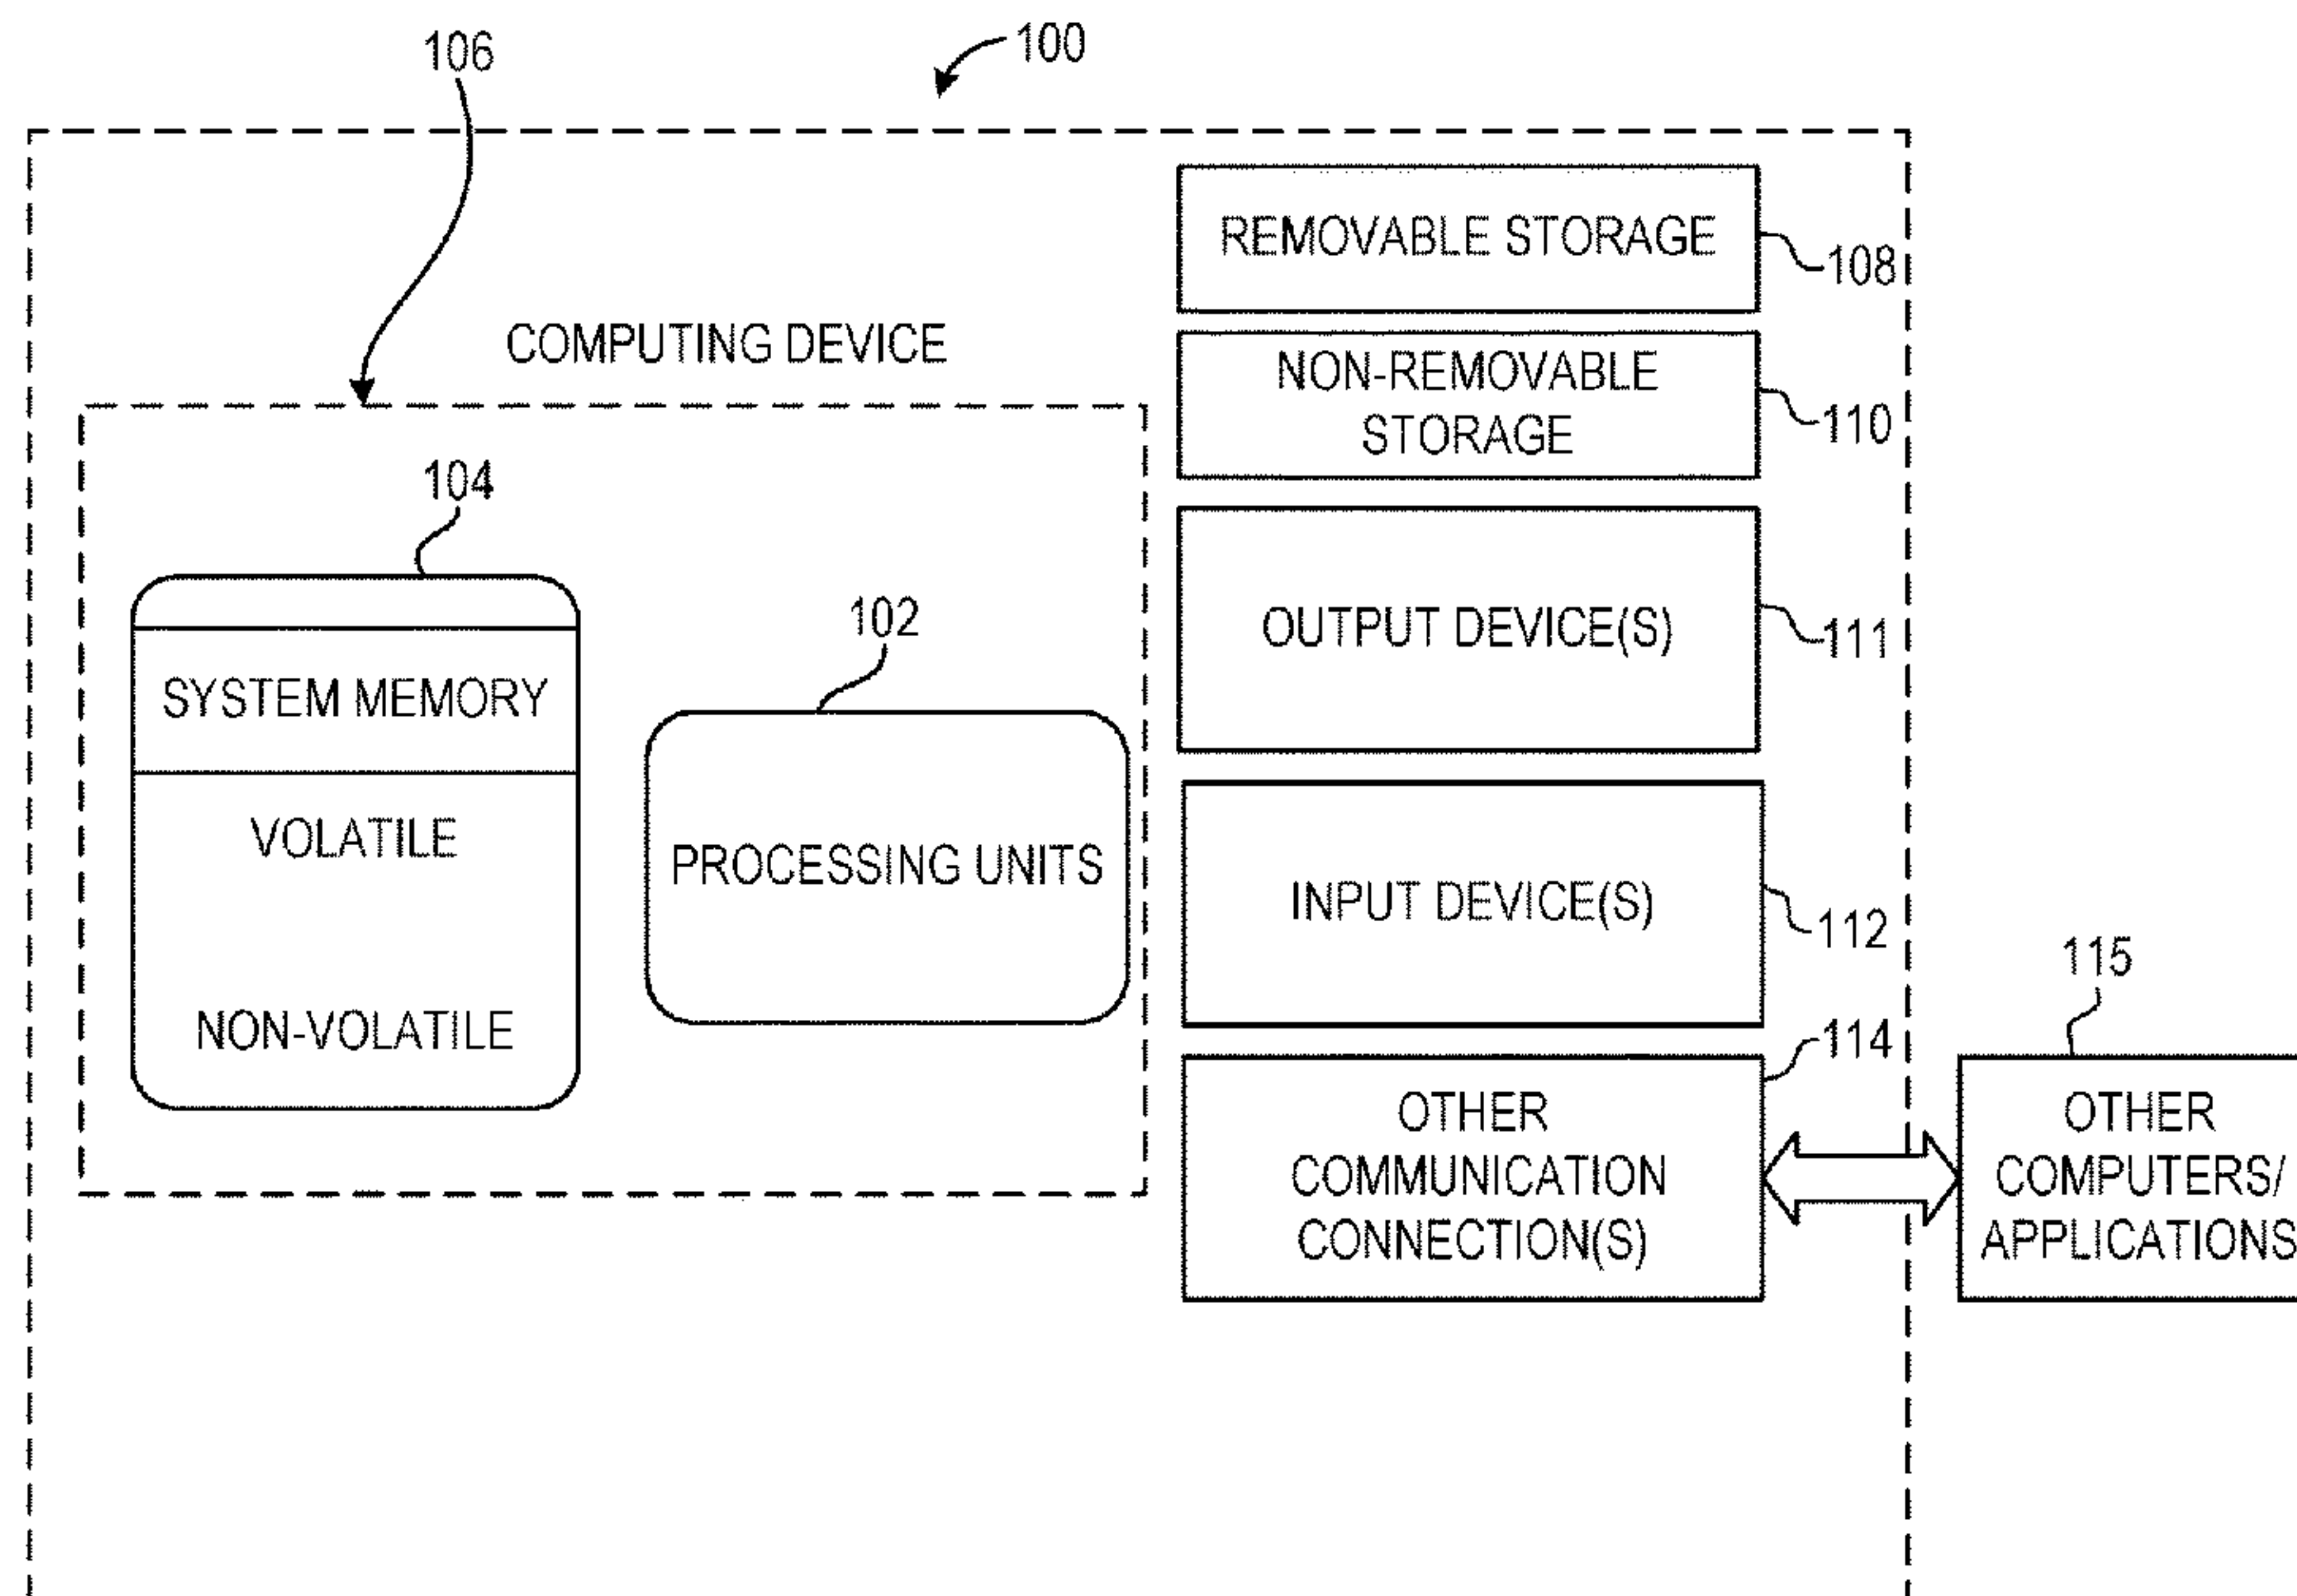 106
100
REMOVABLE STORAGE
108
COMPUTING DEVICE
NON-REMOVABLE
STORAGE
110
104
OUTPUT DEVICE(S)
111
102
SYSTEM MEMORY
VOLATILE
PROCESSING UNITS
NON-VOLATILE
INPUT DEVICE(S)
112
114
OTHER
COMMUNICATION
CONNECTION(S)
115
OTHER
COMPUTERS/
APPLICATIONS